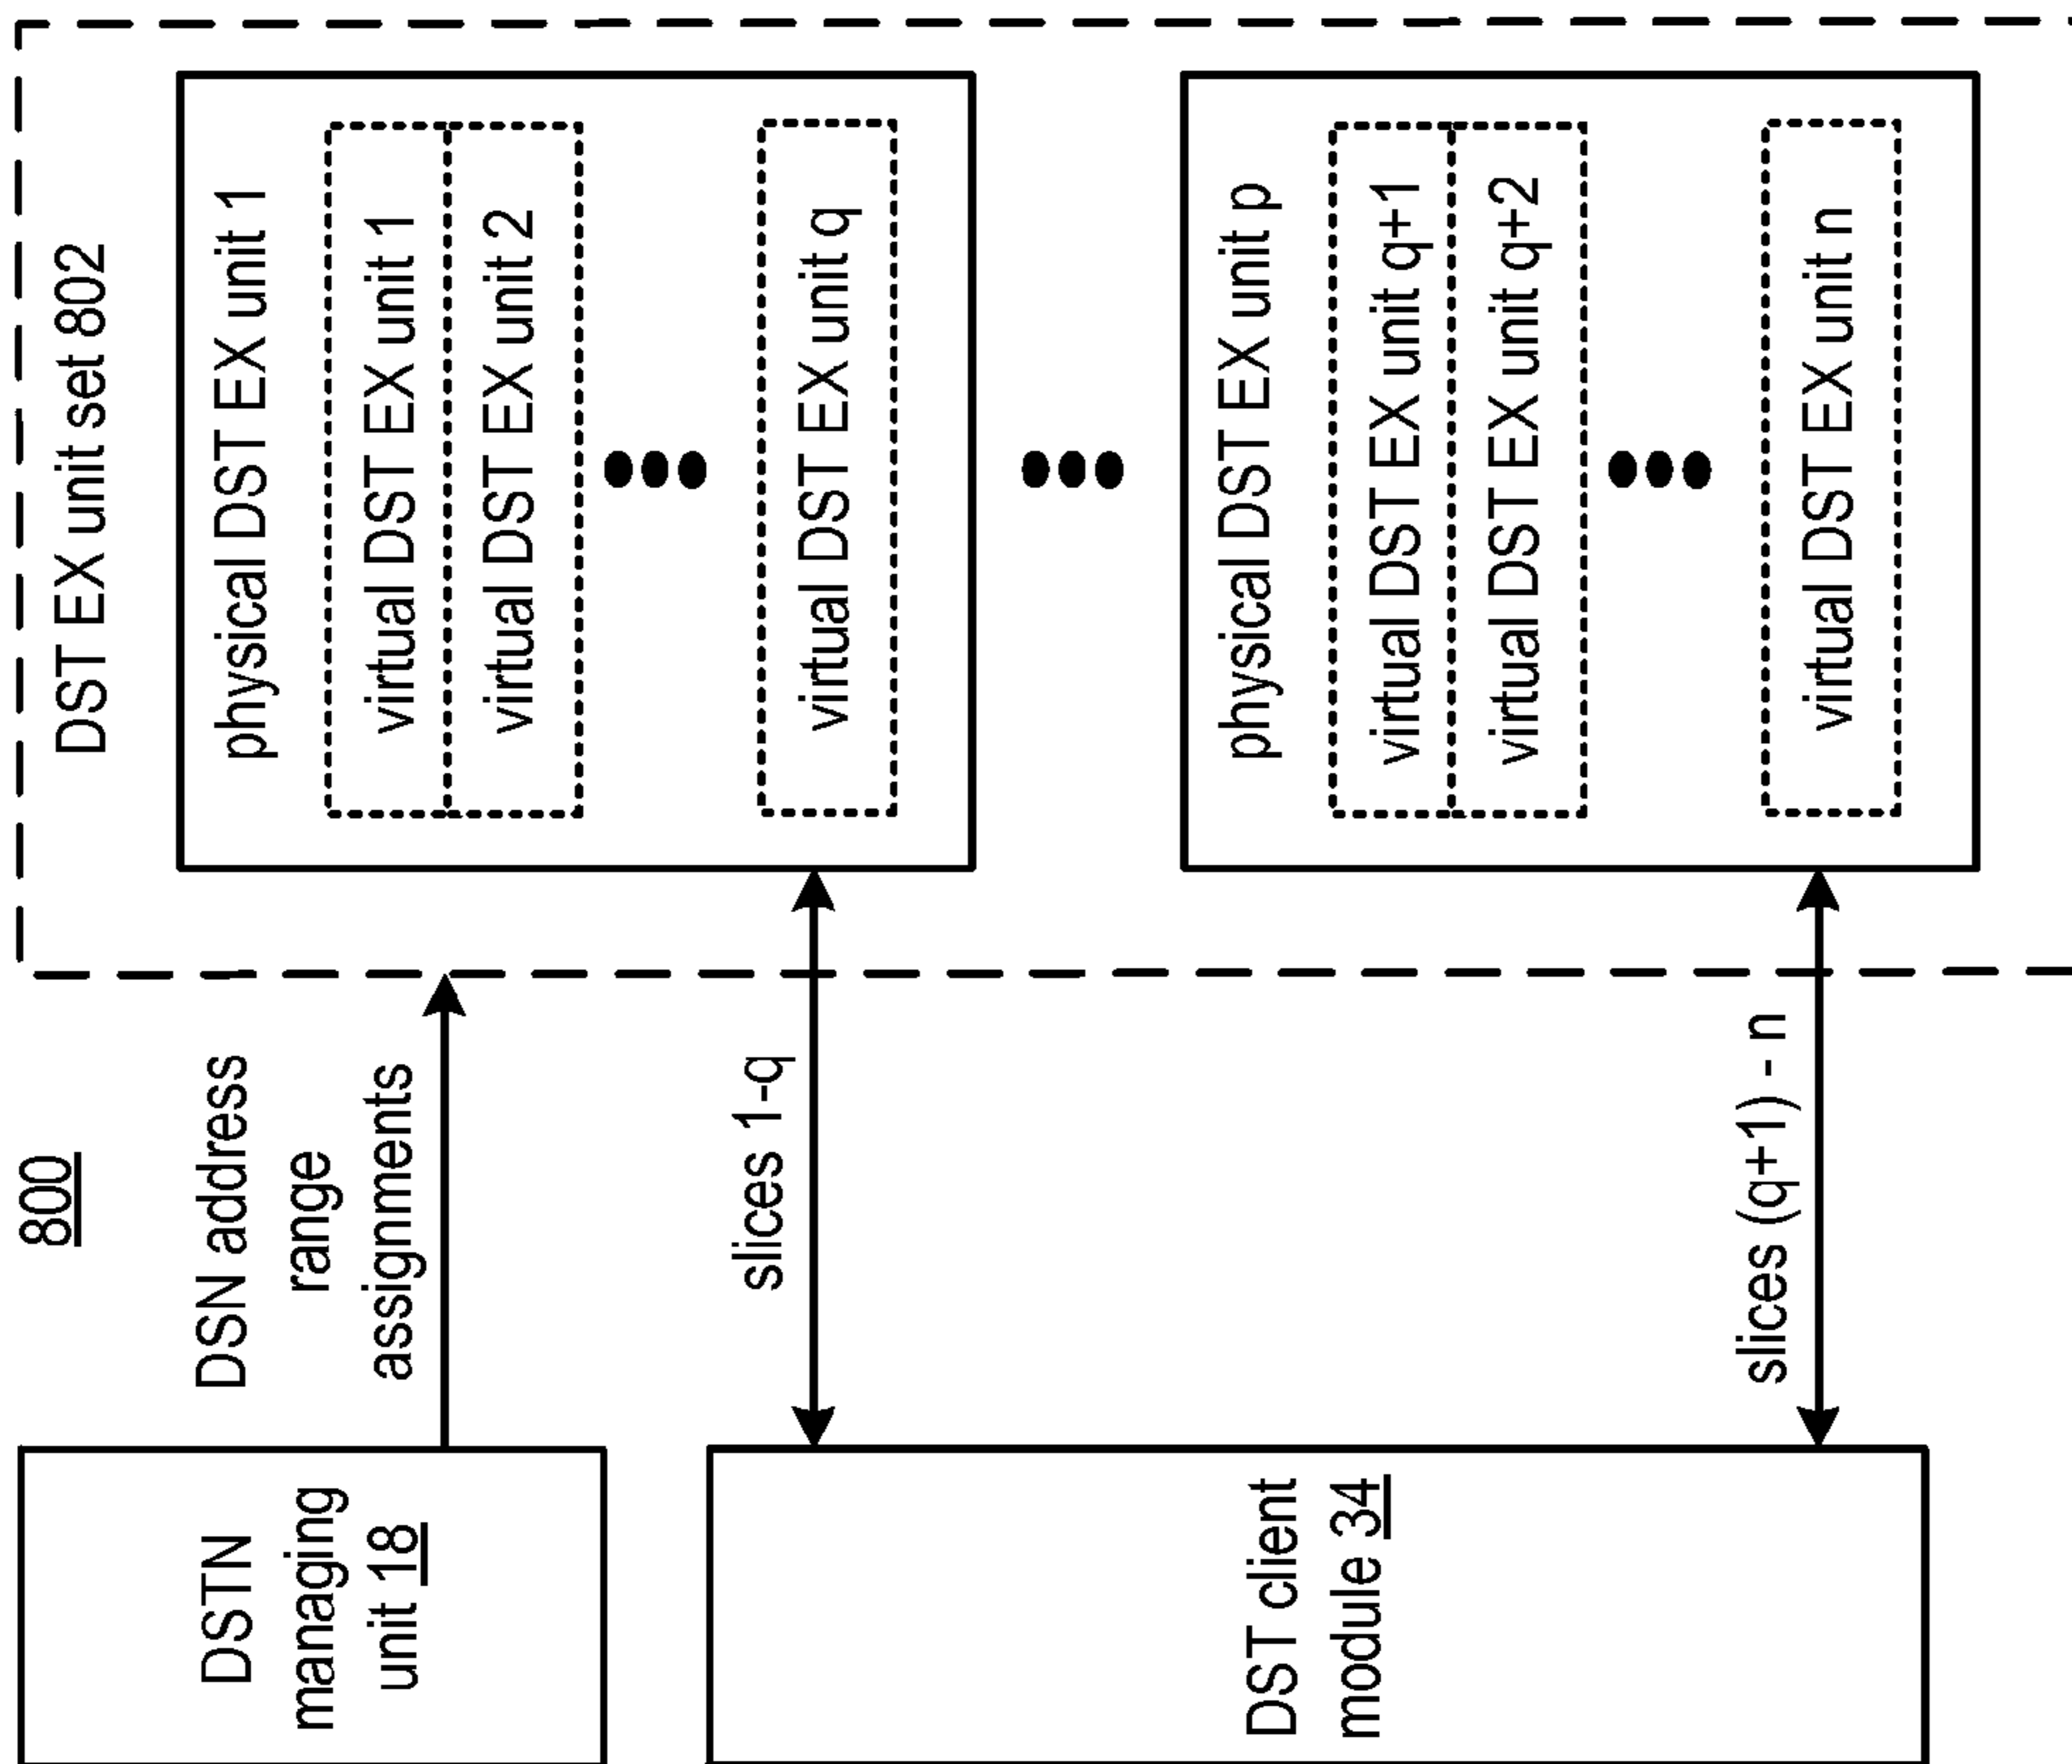 800
DSTN
managing
unit 18
DSN address
range
assignments
DST client
module 34
slices 1-q
slices (q+1) - n
DST EX unit set 802
physical DST EX unit 1
virtual DST EX unit 1
virtual DST EX unit 2
virtual DST EX unit q
physical DST EX unit p
virtual DST EX unit q+1
virtual DST EX unit q+2
virtual DST EX unit n